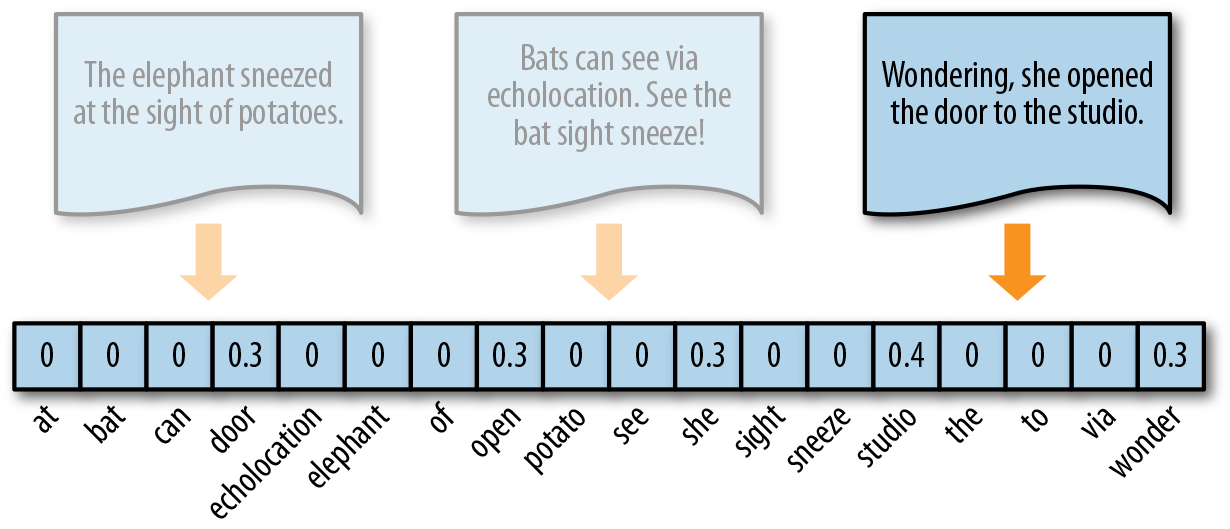 The elephant sneezed
at the sight of potatoes.
Bats can see via
echolocation. See the
bat sight sneeze!
Wondering, she opened
the door to the studio.
0 0 0 0.3 0 0 0 0.3 0 0 0.3 0 0 0.4 0 0 0 0.3
at bat can door echolocation elephant of open potato see she sight sneeze studio the to via wonder